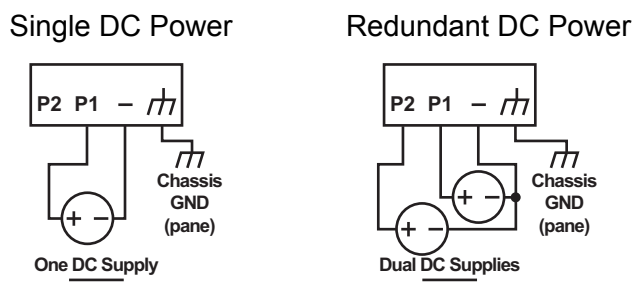 Single DC Power
Redundant DC Power
P2 P1 –
Chassis
GND
(pane)
+ –
One DC Supply
P2 P1 –
Chassis
GND
(pane)
+ –
+ –
Dual DC Supplies